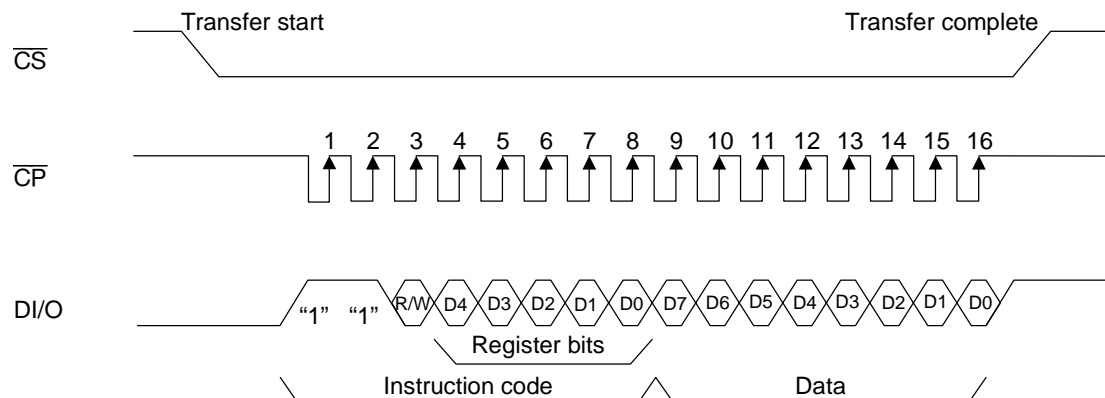 Transfer start Transfer complete
CS
1 2 3 4 5 6 7 8 9 10 11 12 13 14 15 16
CP
DI/O “1” “1” R/W D4 D3 D2 D1 D0 D7 D6 D5 D4 D3 D2 D1 D0
Register bits
Instruction code Data